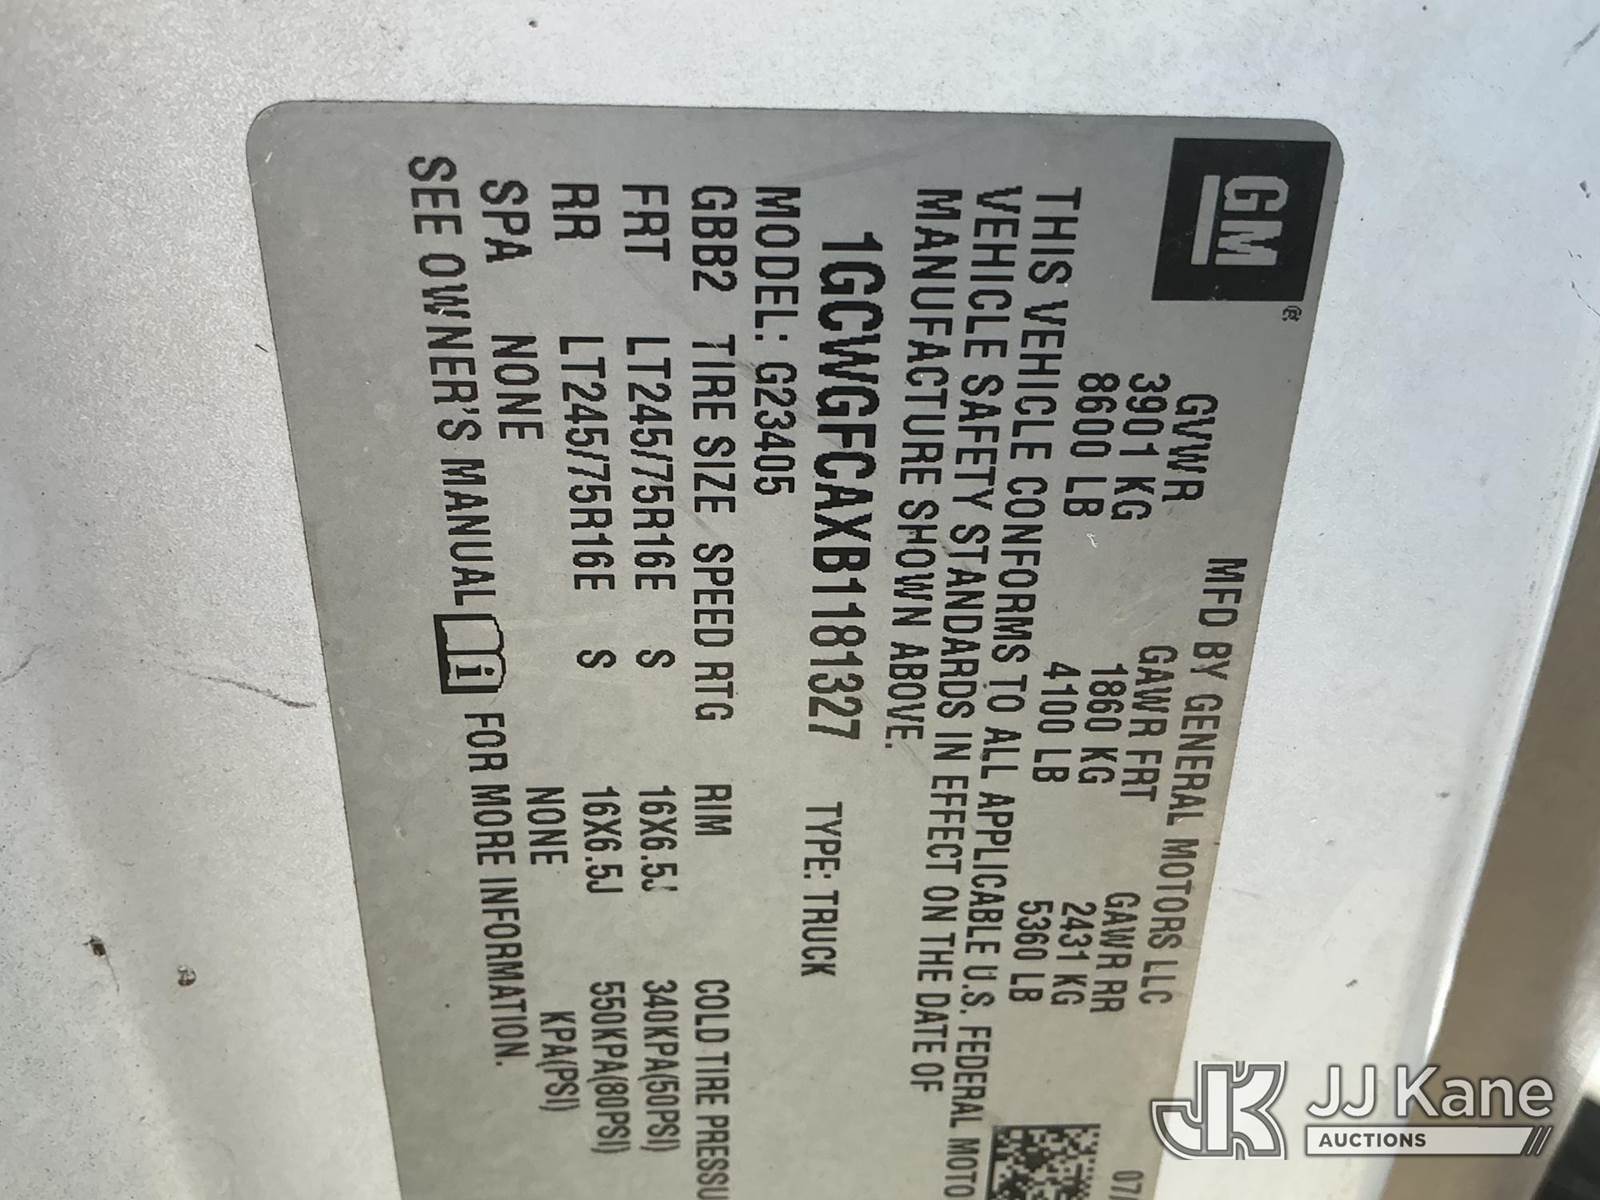 GM
®
MFD BY GENERAL MOTORS LLC
07/
GVWR GAWR FRT GAWR RR
3901 KG 1860 KG 2431 KG
8600 LB 4100 LB 5360 LB
THIS VEHICLE CONFORMS TO ALL APPLICABLE U.S. FEDERAL MOTO
VEHICLE SAFETY STANDARDS IN EFFECT ON THE DATE OF
MANUFACTURE SHOWN ABOVE.
1GCWGFCAXB1181327 TYPE: TRUCK
MODEL: G23405
GBB2 TIRE SIZE SPEED RTG RIM COLD TIRE PRESSU
FRT LT245/75R16E S 16X6.5J 340KPA(50PSI)
RR LT245/75R16E S 16X6.5J 550KPA(80PSI)
SPA NONE NONE KPA(PSI)
SEE OWNER'S MANUAL i FOR MORE INFORMATION.
JK JJ Kane
AUCTIONS